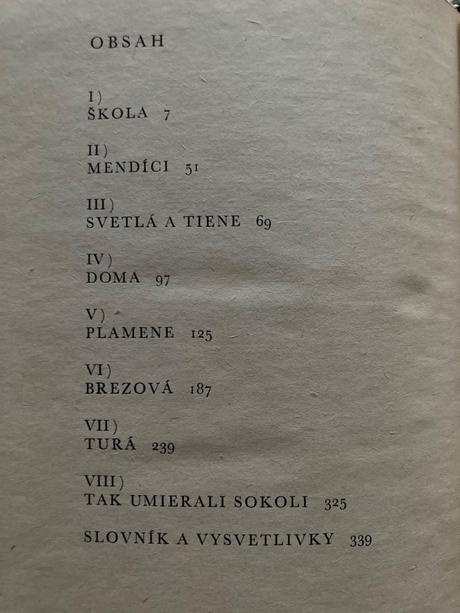 OBSAH
I)
ŠKOLA 7
II)
MENDÍCI 51
III)
SVETLÁ A TIENE 69
IV)
DOMA 97
V)
PLAMENE 125
VI)
BREZOVÁ 187
VII)
TURÁ 239
VIII)
TAK UMIERALI SOKOLI 325
SLOVNÍK A VYSVETLIVKY 339